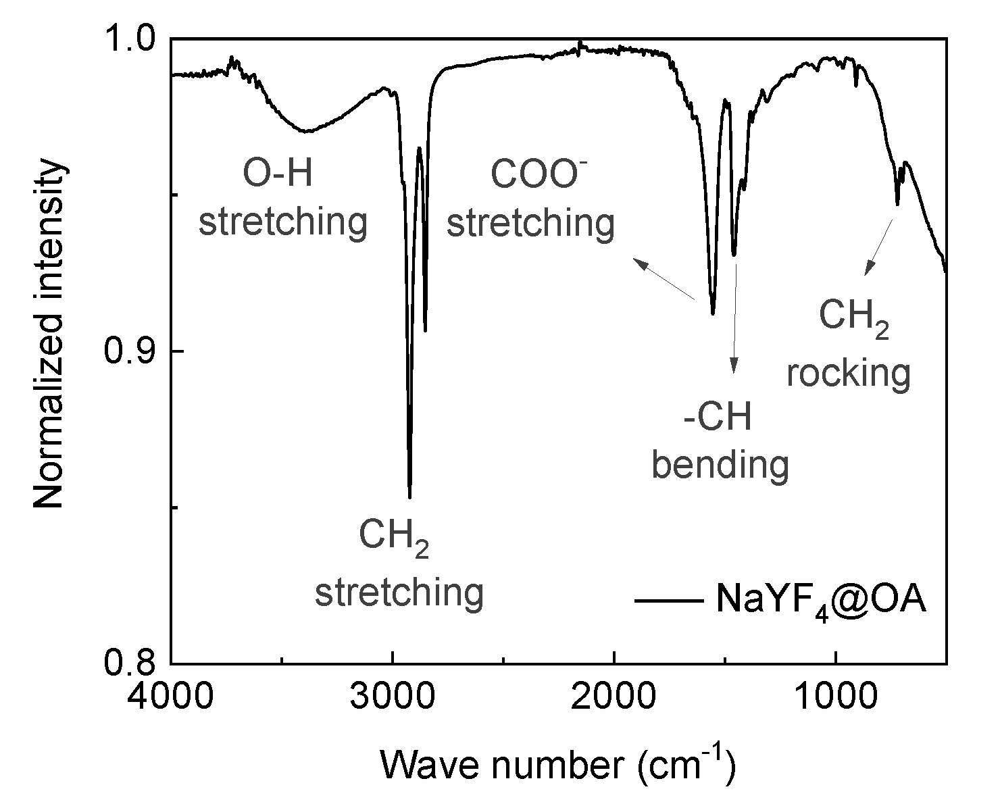 1.0
O-H
stretching
COO⁻
stretching
CH₂
rocking
0.9
-CH
bending
CH₂
stretching
NaYF₄@OA
0.8
4000 3000 2000 1000
Wave number (cm⁻¹)
Normalized intensity